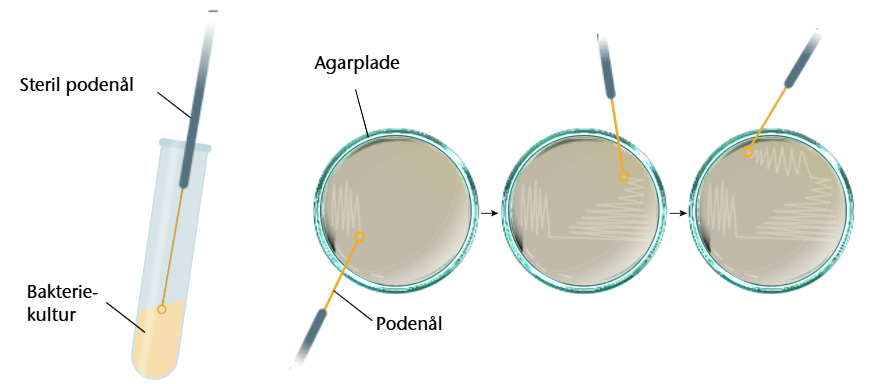 Agarplade
Steril podenål
Bakterie-
kultur
Podenål